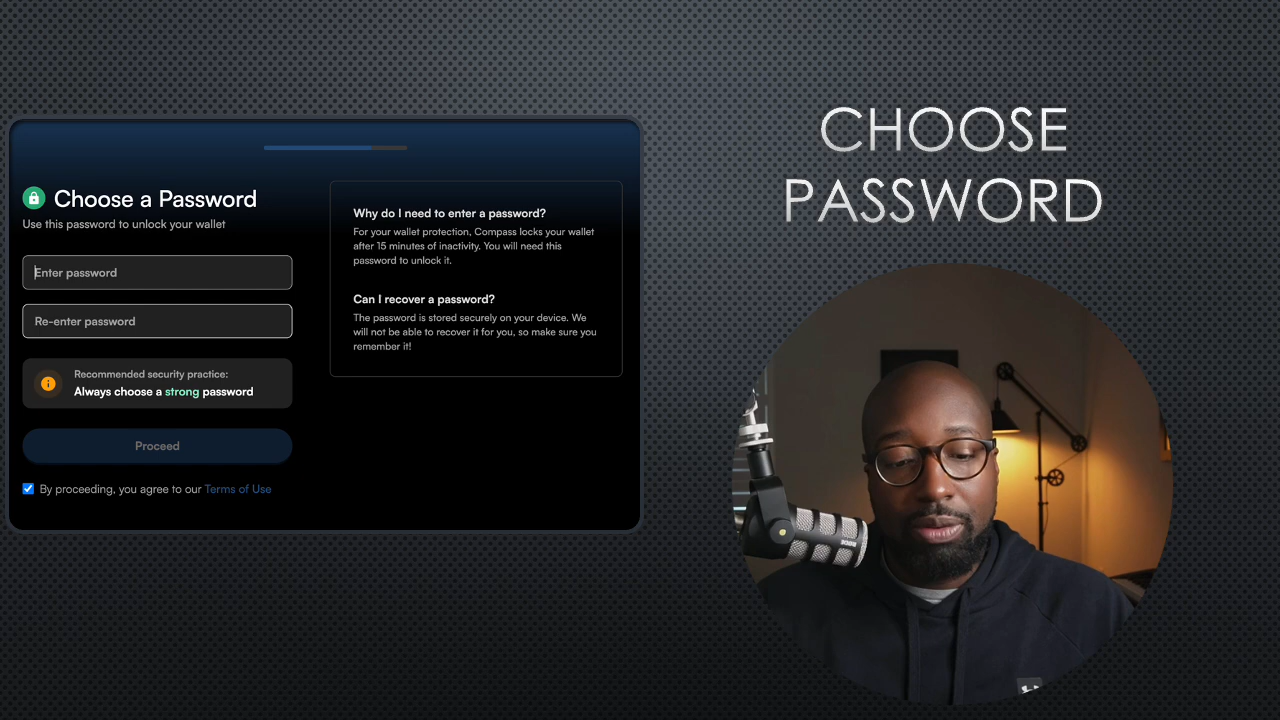 Choose a Password
Use this password to unlock your wallet
Enter password
Re-enter password
Recommended security practice:
Always choose a strong password
Proceed
By proceeding, you agree to our Terms of Use
Why do I need to enter a password?
For your wallet protection, Compass locks your wallet
after 15 minutes of inactivity. You will need this
password to unlock it.
Can I recover a password?
The password is stored securely on your device. We
will not be able to recover it for you, so make sure you
remember it!
CHOOSE
PASSWORD